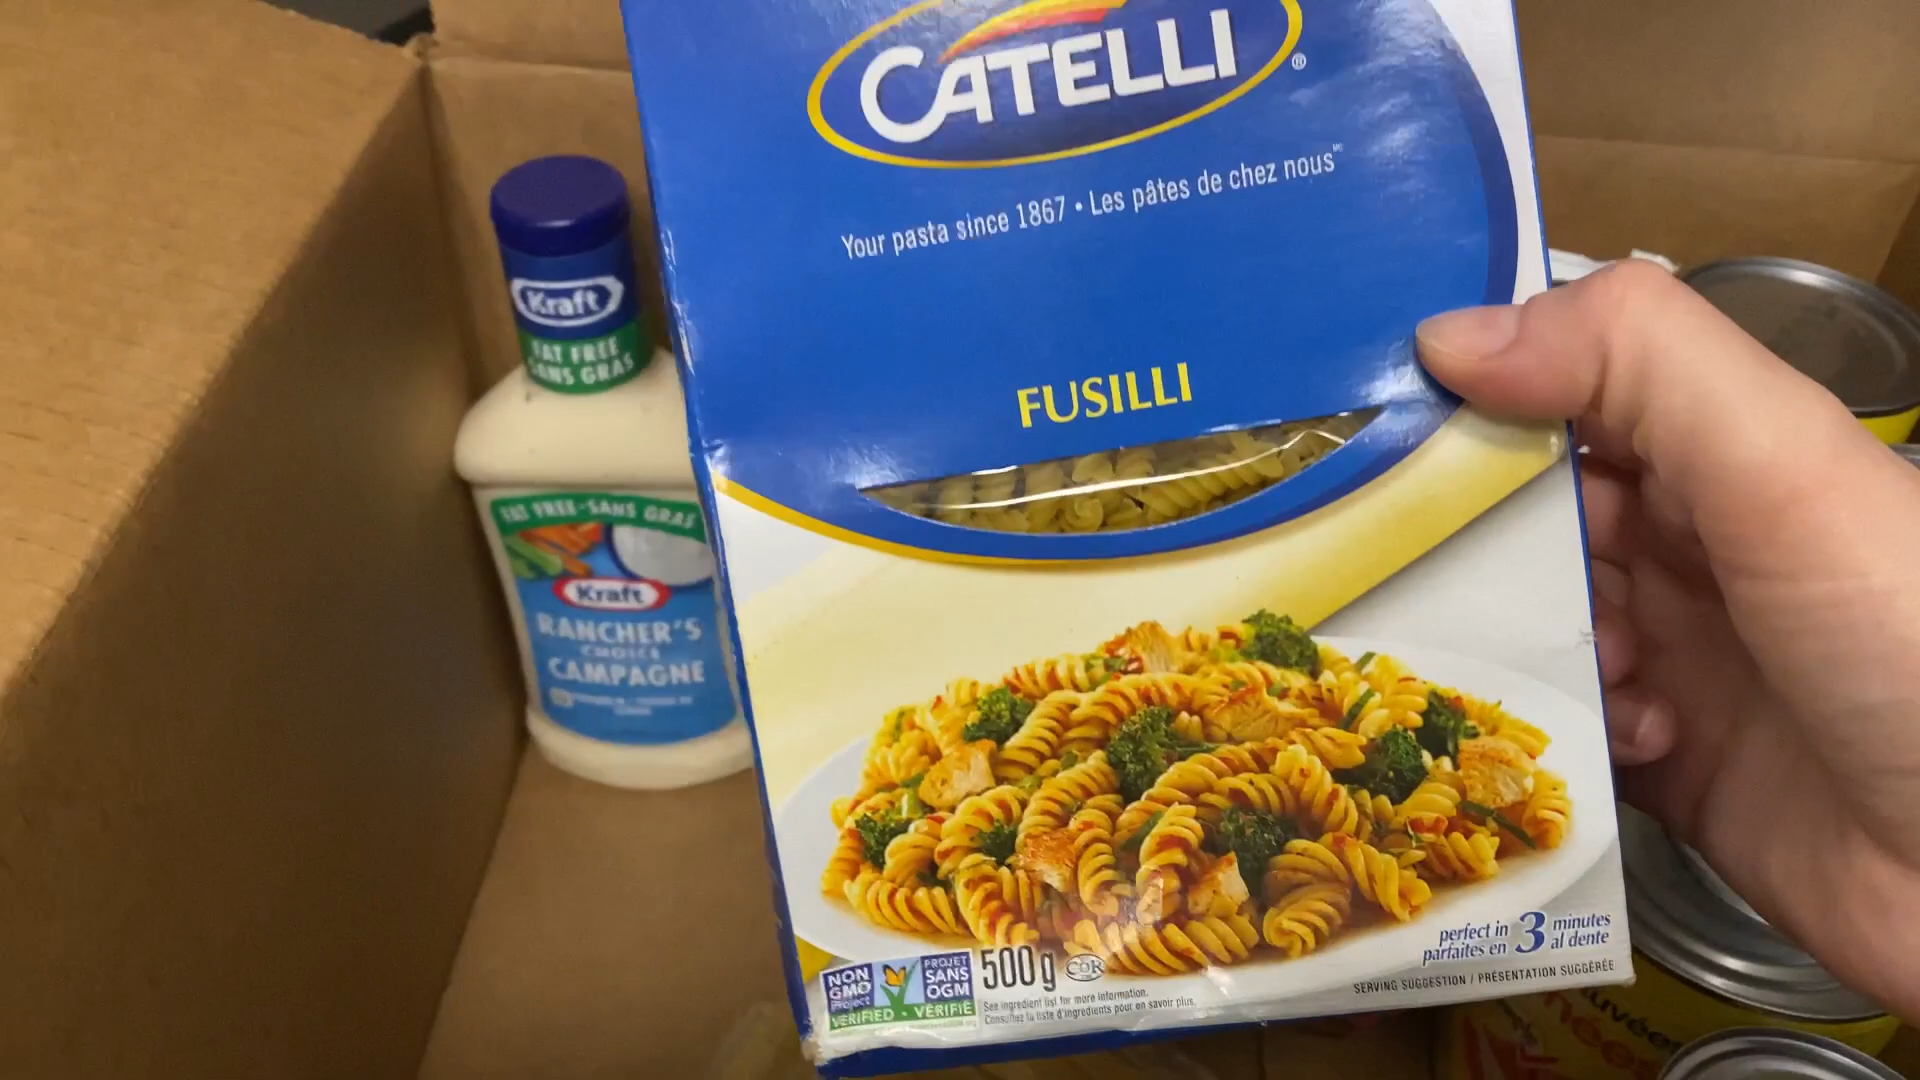 CATELLI®
Your pasta since 1867 • Les pâtes de chez nous MC
FUSILLI
NON
GMO
Project
PROJET
SANS
OGM
VERIFIED • VÉRIFIÉ
500 g
COR
See ingredient list for more information.
Consultez la liste d'ingrédients pour en savoir plus.
perfect in 3 minutes
parfaites en al dente
SERVING SUGGESTION / PRÉSENTATION SUGGÉRÉE
Kraft
FAT FREE
SANS GRAS
FAT FREE - SANS GRAS
Kraft
RANCHER'S
CHOICE
CAMPAGNE